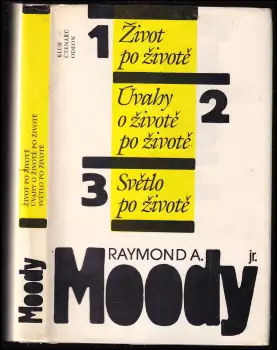 ŽIVOT PO ŽIVOTĚ
ÚVAHY O ŽIVOTĚ PO ŽIVOTĚ
SVĚTLO PO ŽIVOTĚ
Moody
KLUB
ČTENÁŘŮ
ODEON
1 Život
po životě
Úvahy 2
o životě
po životě
3 Světlo
po životě
RAYMOND A. jr.
Moody